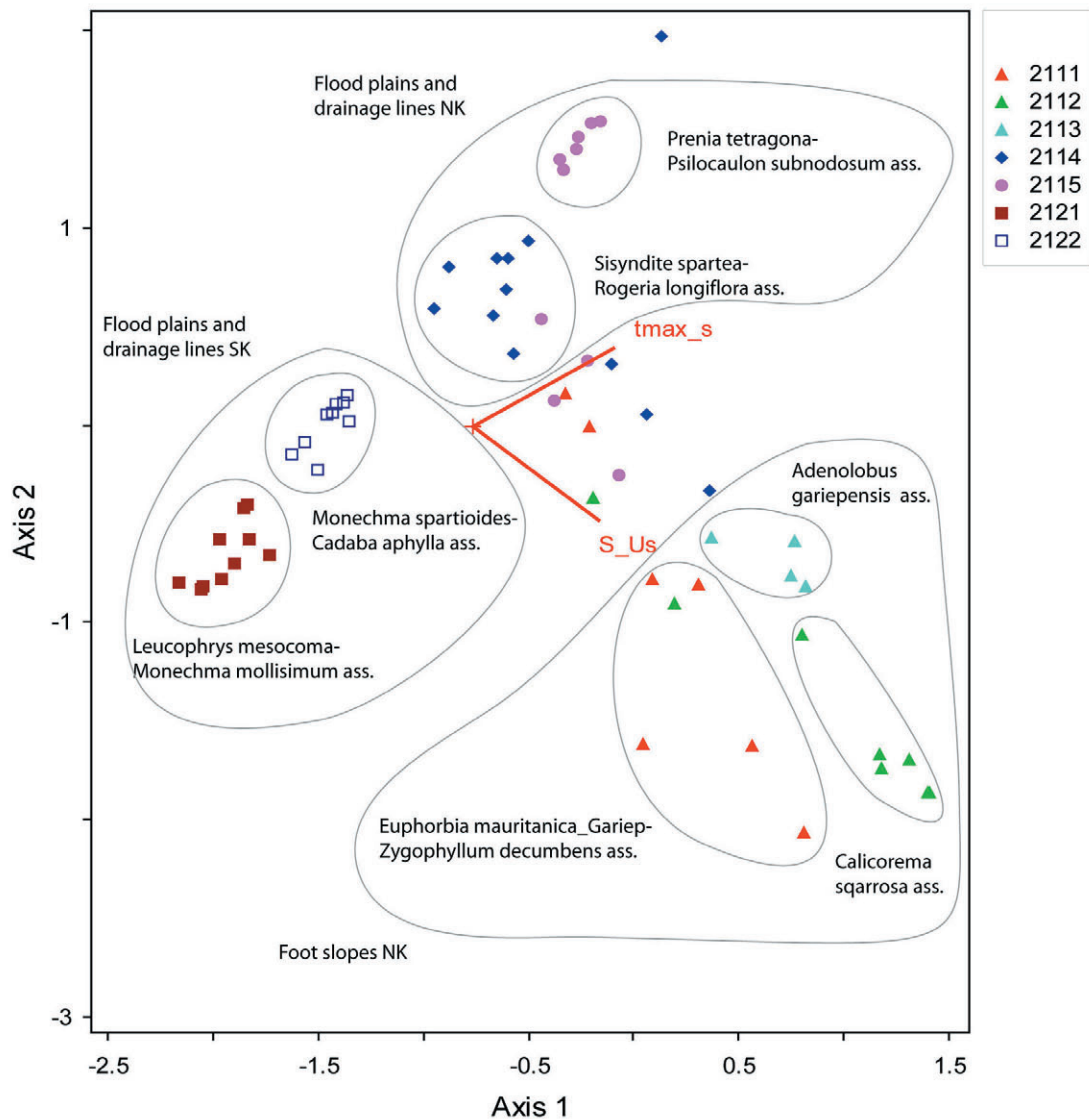 Flood plains and
drainage lines NK
Prenia tetragona-
Psilocaulon subnodosum ass.
Sisyndite spartea-
Rogeria longiflora ass.
Flood plains and
drainage lines SK
tmax_s
Monechma spartioides-
Cadaba aphylla ass.
S_Us
Adenolobus
gariepensis ass.
Leucophrys mesocoma-
Monechma mollisimum ass.
Euphorbia mauritanica_Gariep-
Zygophyllum decumbens ass.
Calicorema
sqarrosa ass.
Foot slopes NK
2111
2112
2113
2114
2115
2121
2122
Axis 2
1
-1
-3
-2.5
-1.5
-0.5
0.5
1.5
Axis 1